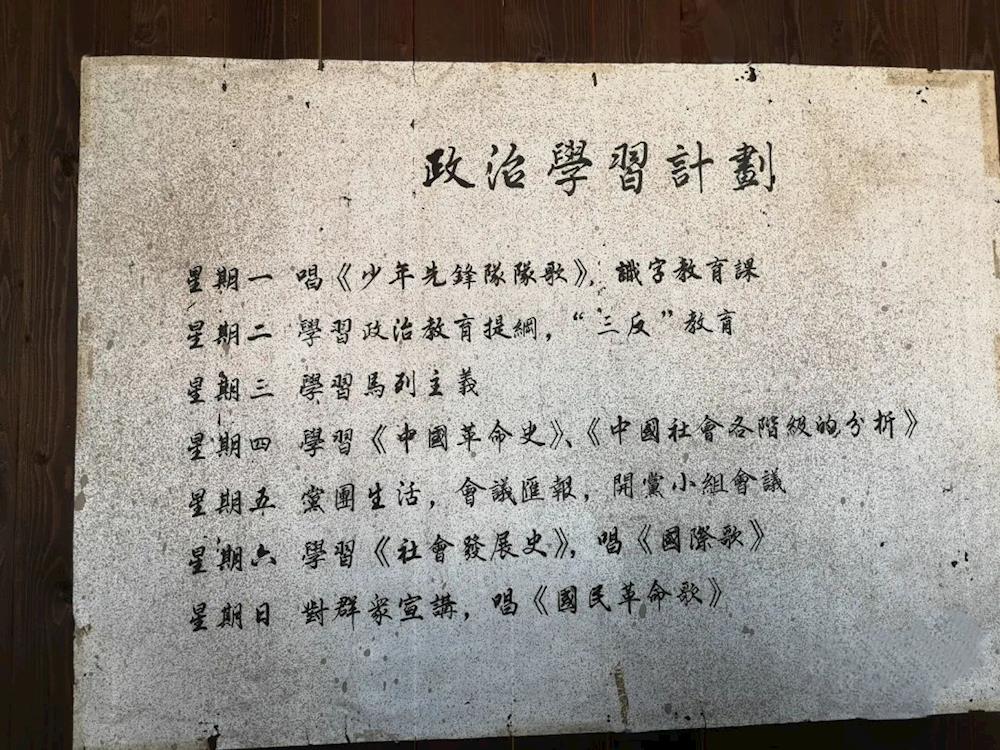 政治學習計劃
星期一 唱《少年先鋒隊隊歌》，識字教育課
星期二 學習政治教育提綱，“三反”教育
星期三 學習馬列主義
星期四 學習《中國革命史》、《中國社會各階級的分析》
星期五 黨團生活，會議匯報，開黨小組會議
星期六 學習《社會發展史》，唱《國際歌》
星期日 對群眾宣講，唱《國民革命歌》